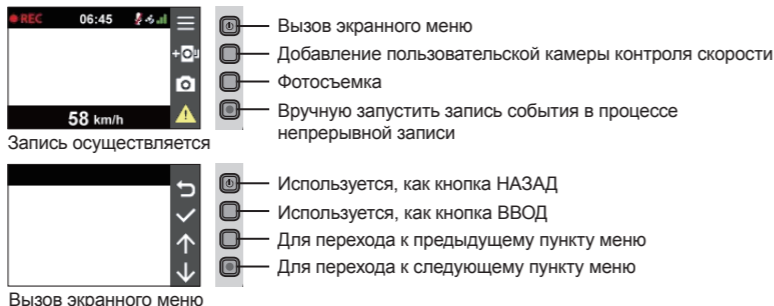 REC 06:45
58 km/h
Запись осуществляется
Вызов экранного меню
Добавление пользовательской камеры контроля скорости
Фотосъемка
Вручную запустить запись события в процессе
непрерывной записи
Используется, как кнопка НАЗАД
Используется, как кнопка ВВОД
Для перехода к предыдущему пункту меню
Для перехода к следующему пункту меню
Вызов экранного меню